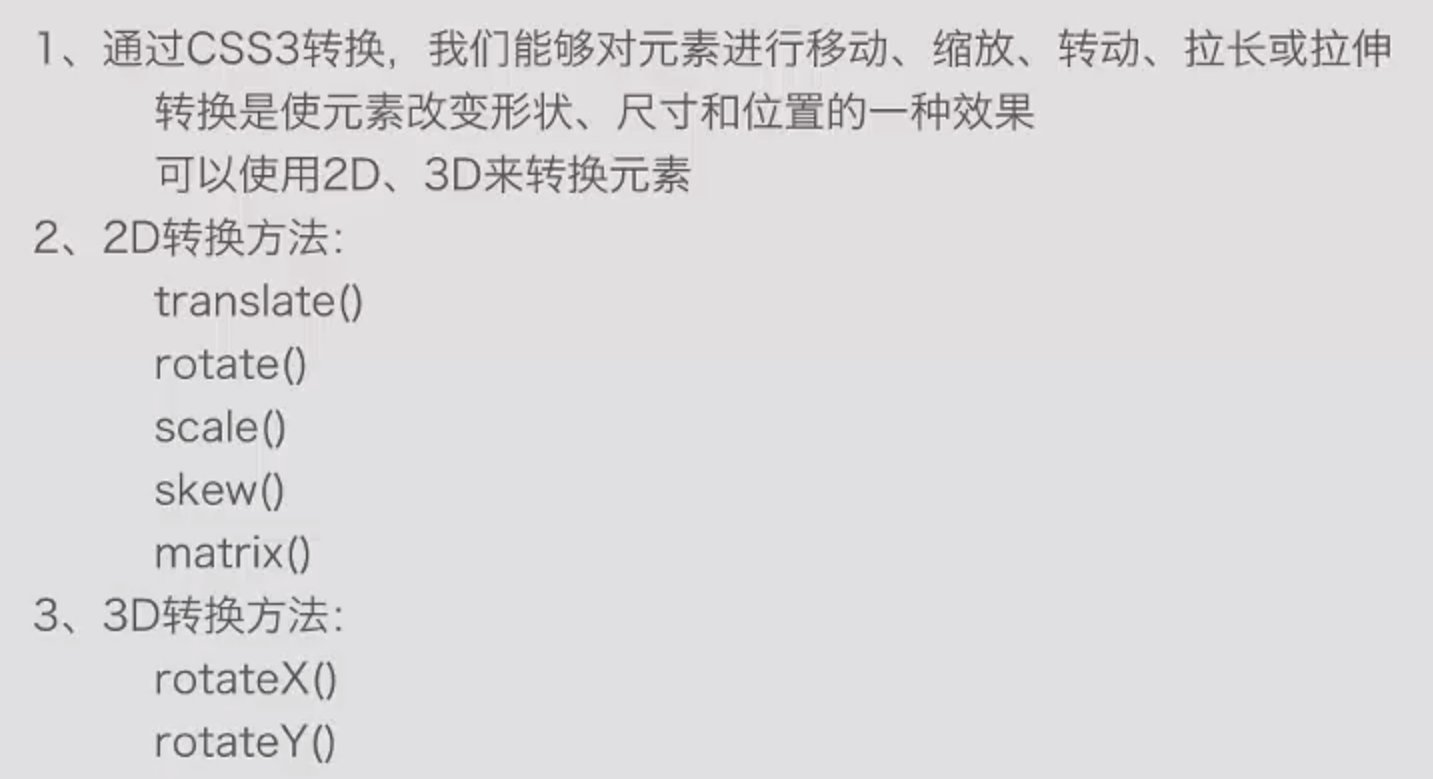 1、通过CSS3转换，我们能够对元素进行移动、缩放、转动、拉长或拉伸
转换是使元素改变形状、尺寸和位置的一种效果
可以使用2D、3D来转换元素
2、2D转换方法：
translate()
rotate()
scale()
skew()
matrix()
3、3D转换方法：
rotateX()
rotateY()